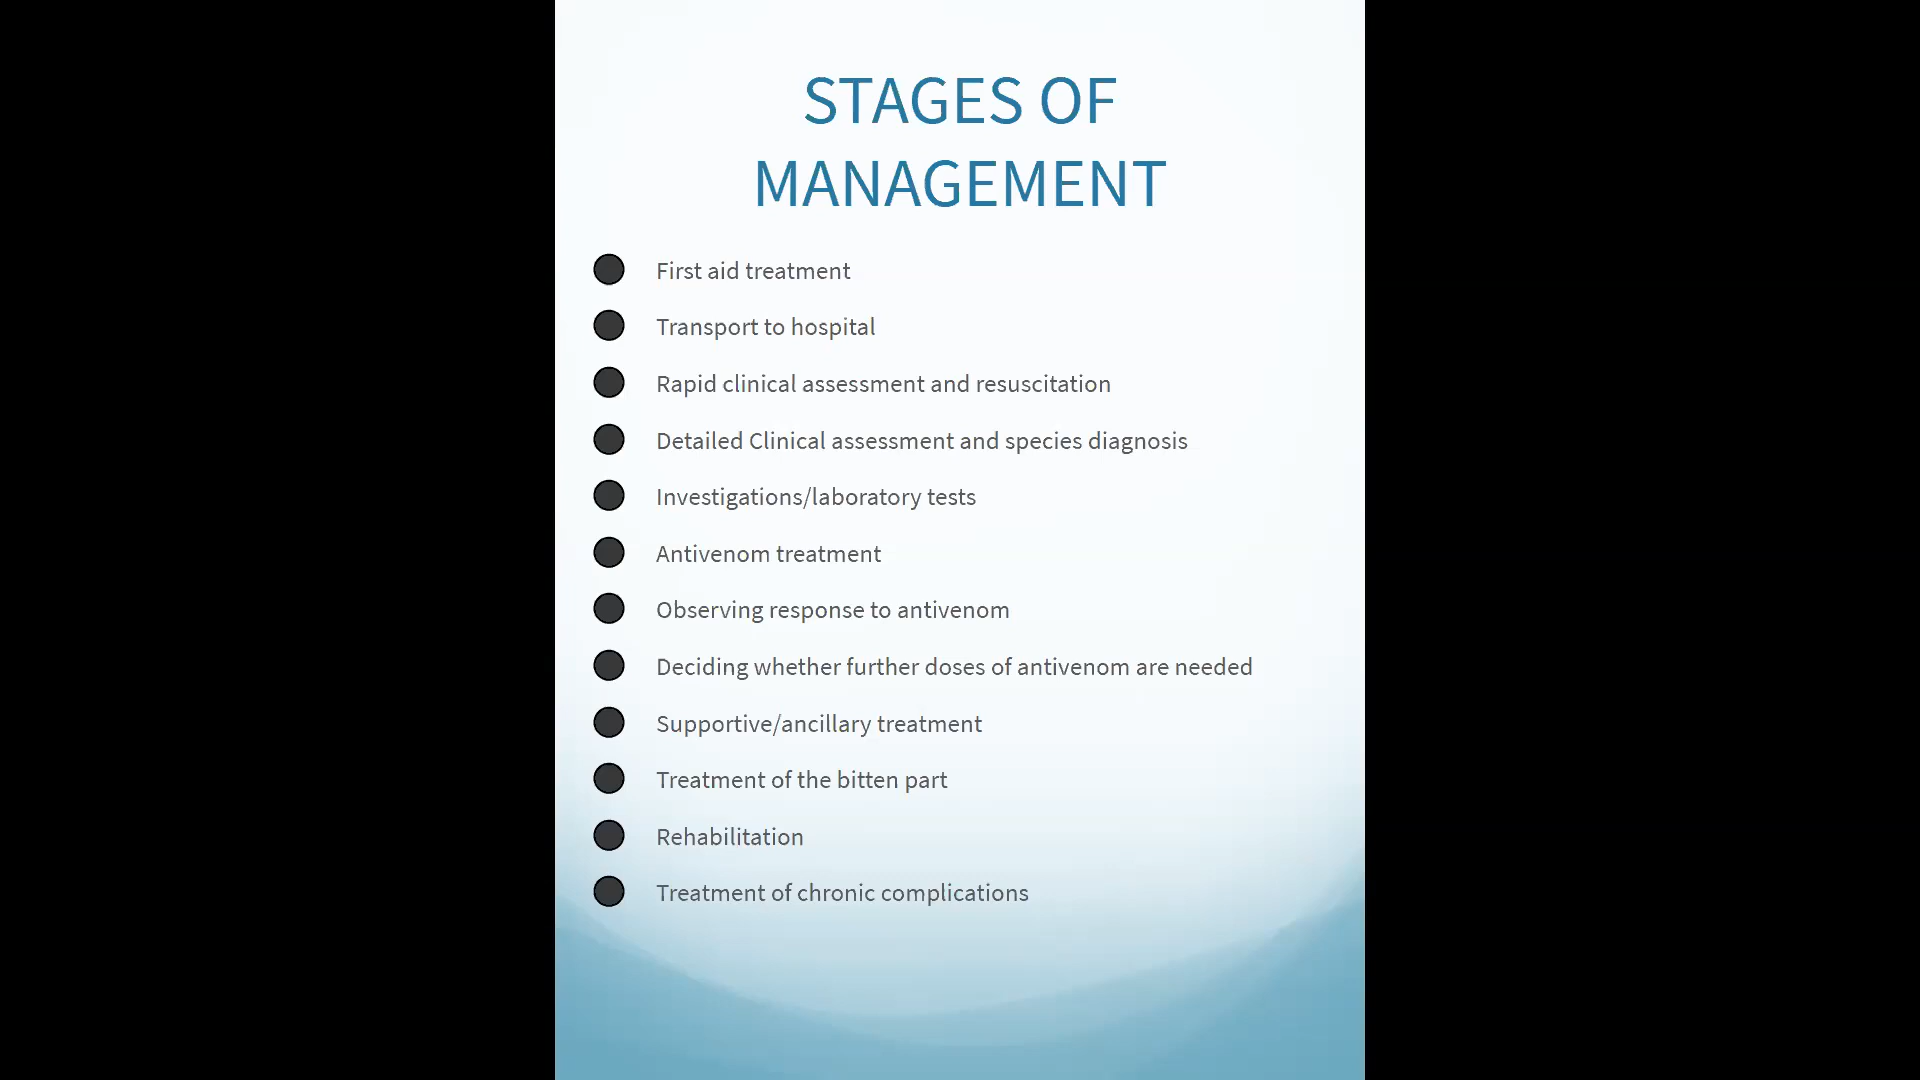 STAGES OF
MANAGEMENT
First aid treatment
Transport to hospital
Rapid clinical assessment and resuscitation
Detailed Clinical assessment and species diagnosis
Investigations/laboratory tests
Antivenom treatment
Observing response to antivenom
Deciding whether further doses of antivenom are needed
Supportive/ancillary treatment
Treatment of the bitten part
Rehabilitation
Treatment of chronic complications